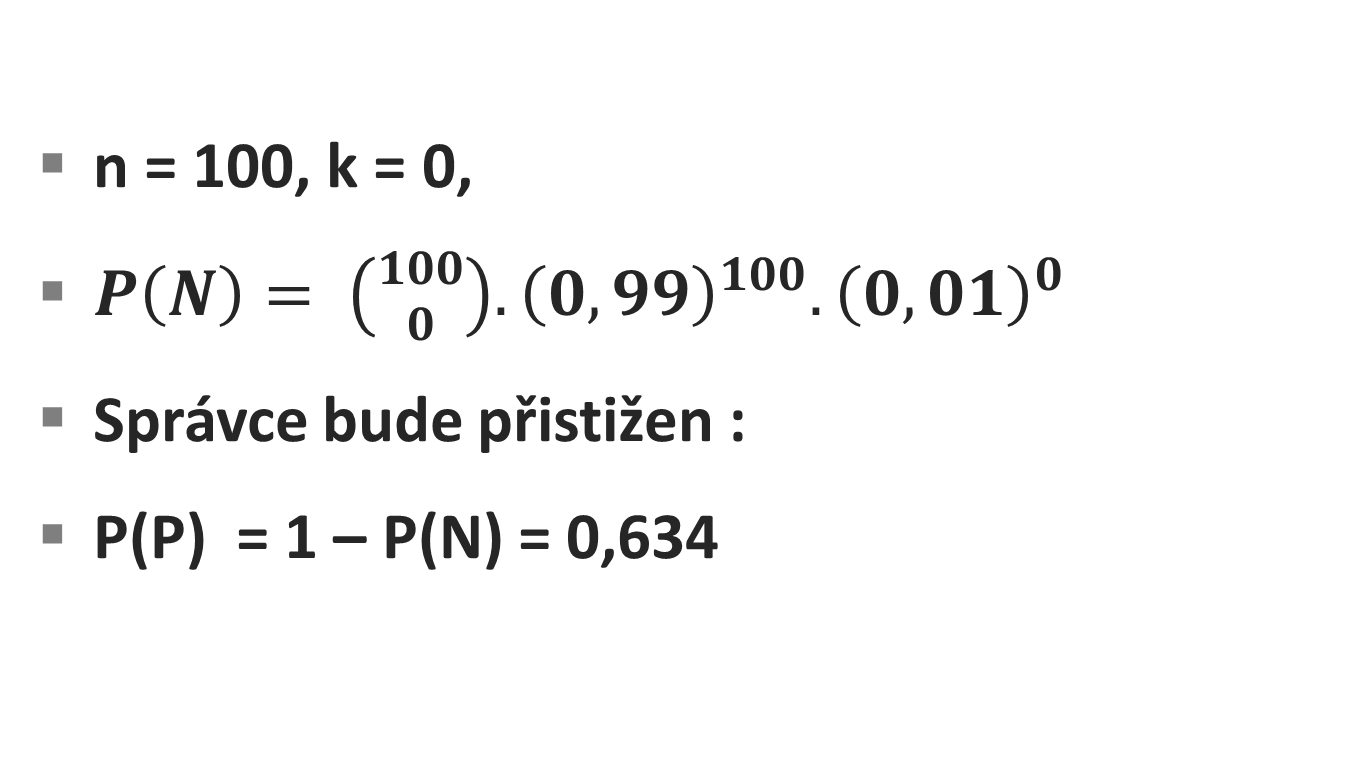 ▪ n = 100, k = 0,
▪ 𝑷(𝑵) = (100 0).(𝟎,𝟗𝟗)^𝟏𝟎𝟎.(𝟎,𝟎𝟏)^𝟎
▪ Správce bude přistižen :
▪ P(P) = 1 – P(N) = 0,634